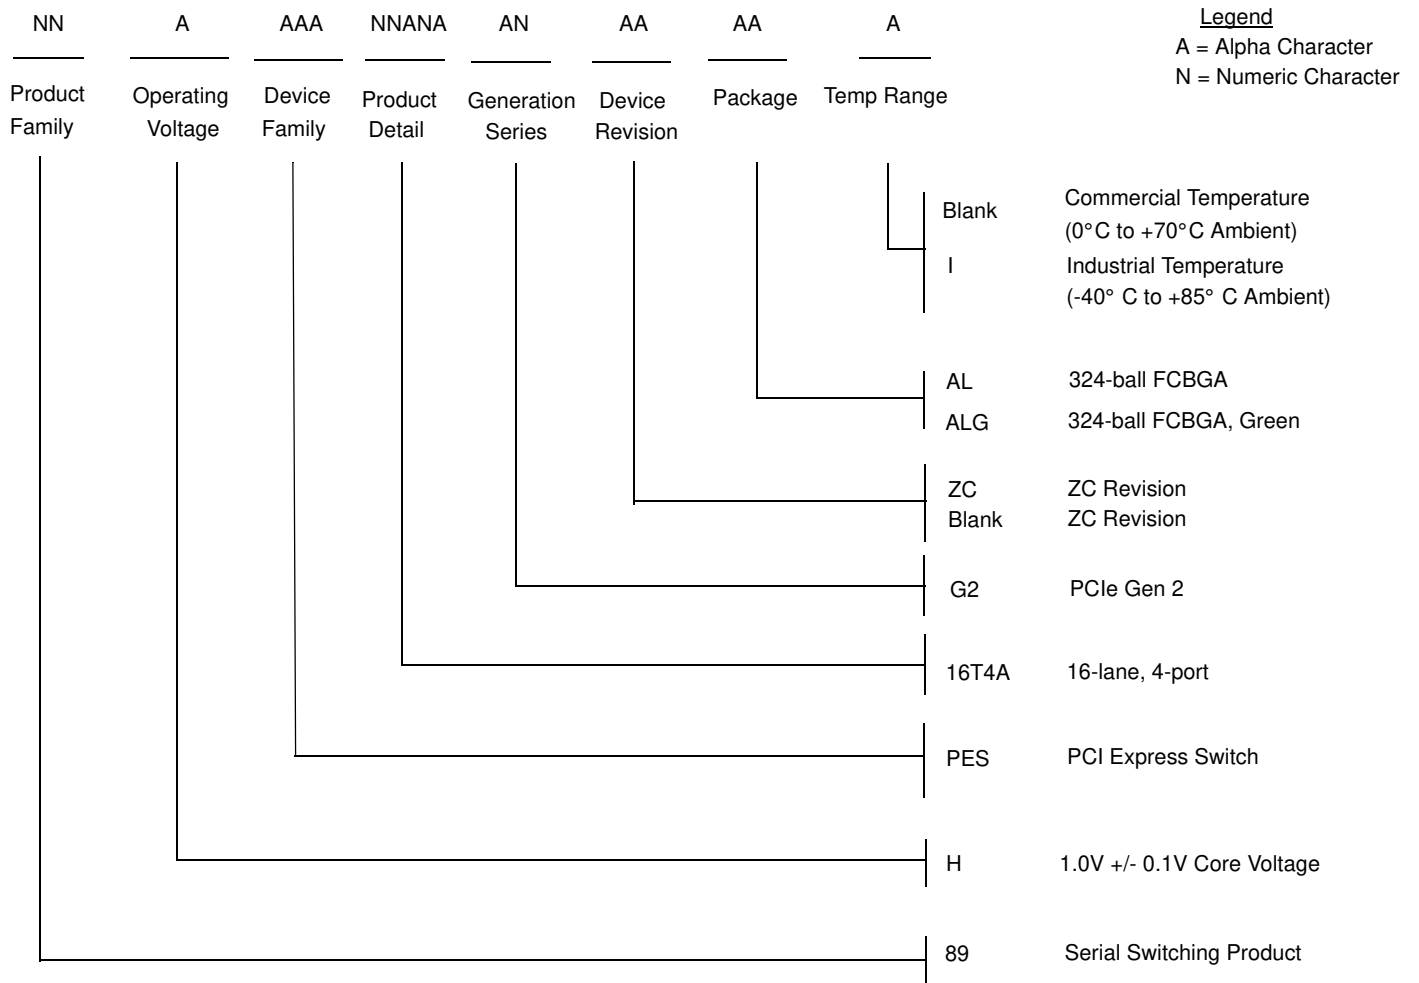 NN A AAA NNANA AN AA AA A
Legend
A = Alpha Character
N = Numeric Character
Product Family
Operating Voltage
Device Family
Product Detail
Generation Series
Device Revision
Package
Temp Range
Blank Commercial Temperature
(0°C to +70°C Ambient)
I Industrial Temperature
(-40° C to +85° C Ambient)
AL 324-ball FCBGA
ALG 324-ball FCBGA, Green
ZC ZC Revision
Blank ZC Revision
G2 PCIe Gen 2
16T4A 16-lane, 4-port
PES PCI Express Switch
H 1.0V +/- 0.1V Core Voltage
89 Serial Switching Product